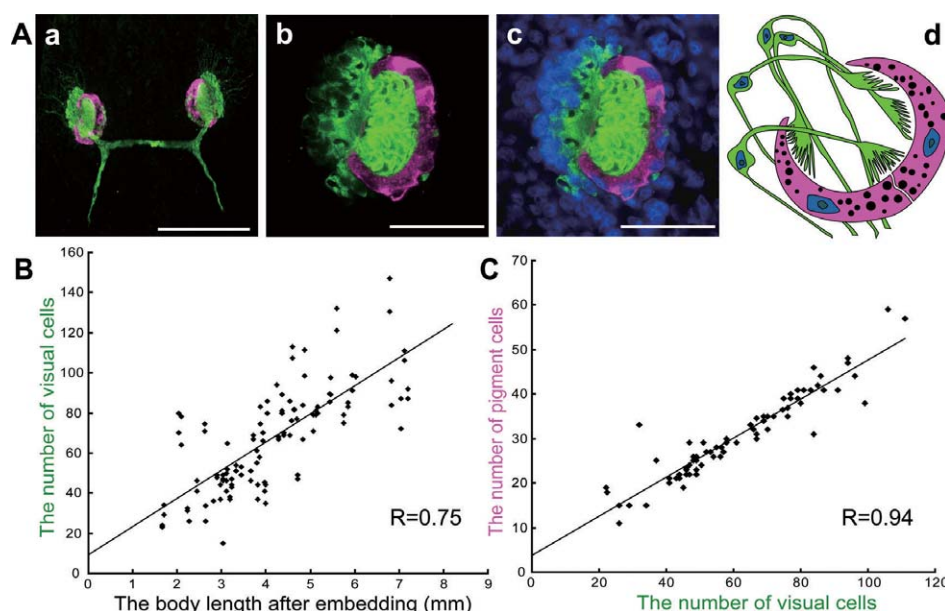 A a b c d
B
The number of visual cells
160
140
120
100
80
60
40
20
0
0 1 2 3 4 5 6 7 8 9
The body length after embedding (mm)
R=0.75
C
The number of pigment cells
70
60
50
40
30
20
10
0
0 20 40 60 80 100 120
The number of visual cells
R=0.94